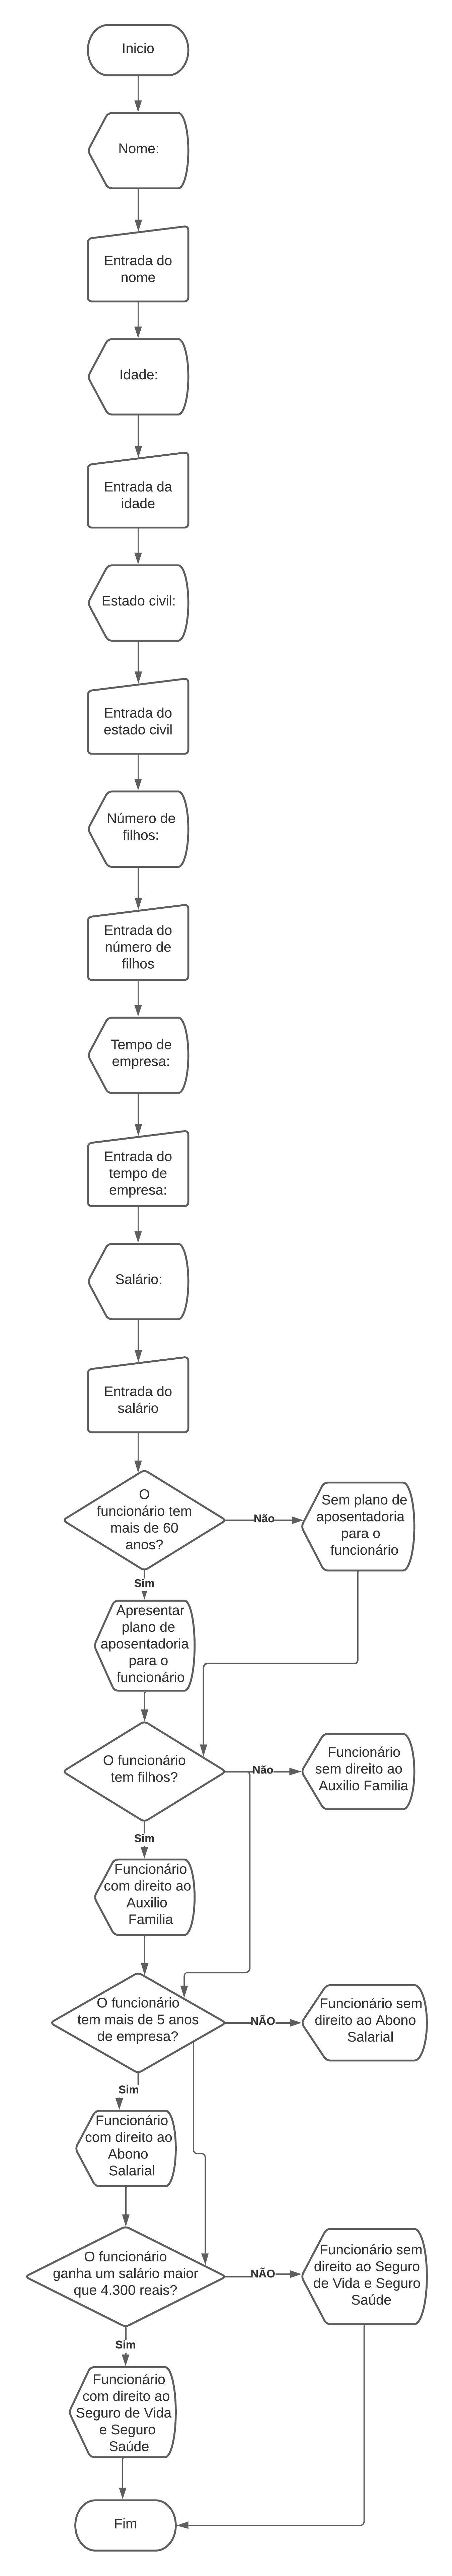 Inicio
Nome:
Entrada do
nome
Idade:
Entrada da
idade
Estado civil:
Entrada do
estado civil
Número de
filhos:
Entrada do
número de
filhos
Tempo de
empresa:
Entrada do
tempo de
empresa:
Salário:
Entrada do
salário
O
funcionário tem
mais de 60
anos?
Não
Sem plano de
aposentadoria
para o
funcionário
Sim
Apresentar
plano de
aposentadoria
para o
funcionário
O funcionário
tem filhos?
Não
Funcionário
sem direito ao
Auxilio Familia
Sim
Funcionário
com direito ao
Auxilio
Familia
O funcionário
tem mais de 5 anos
de empresa?
NÃO
Funcionário sem
direito ao Abono
Salarial
Sim
Funcionário
com direito ao
Abono
Salarial
O funcionário
ganha um salário maior
que 4.300 reais?
NÃO
Funcionário sem
direito ao Seguro
de Vida e Seguro
Saúde
Sim
Funcionário
com direito ao
Seguro de Vida
e Seguro
Saúde
Fim